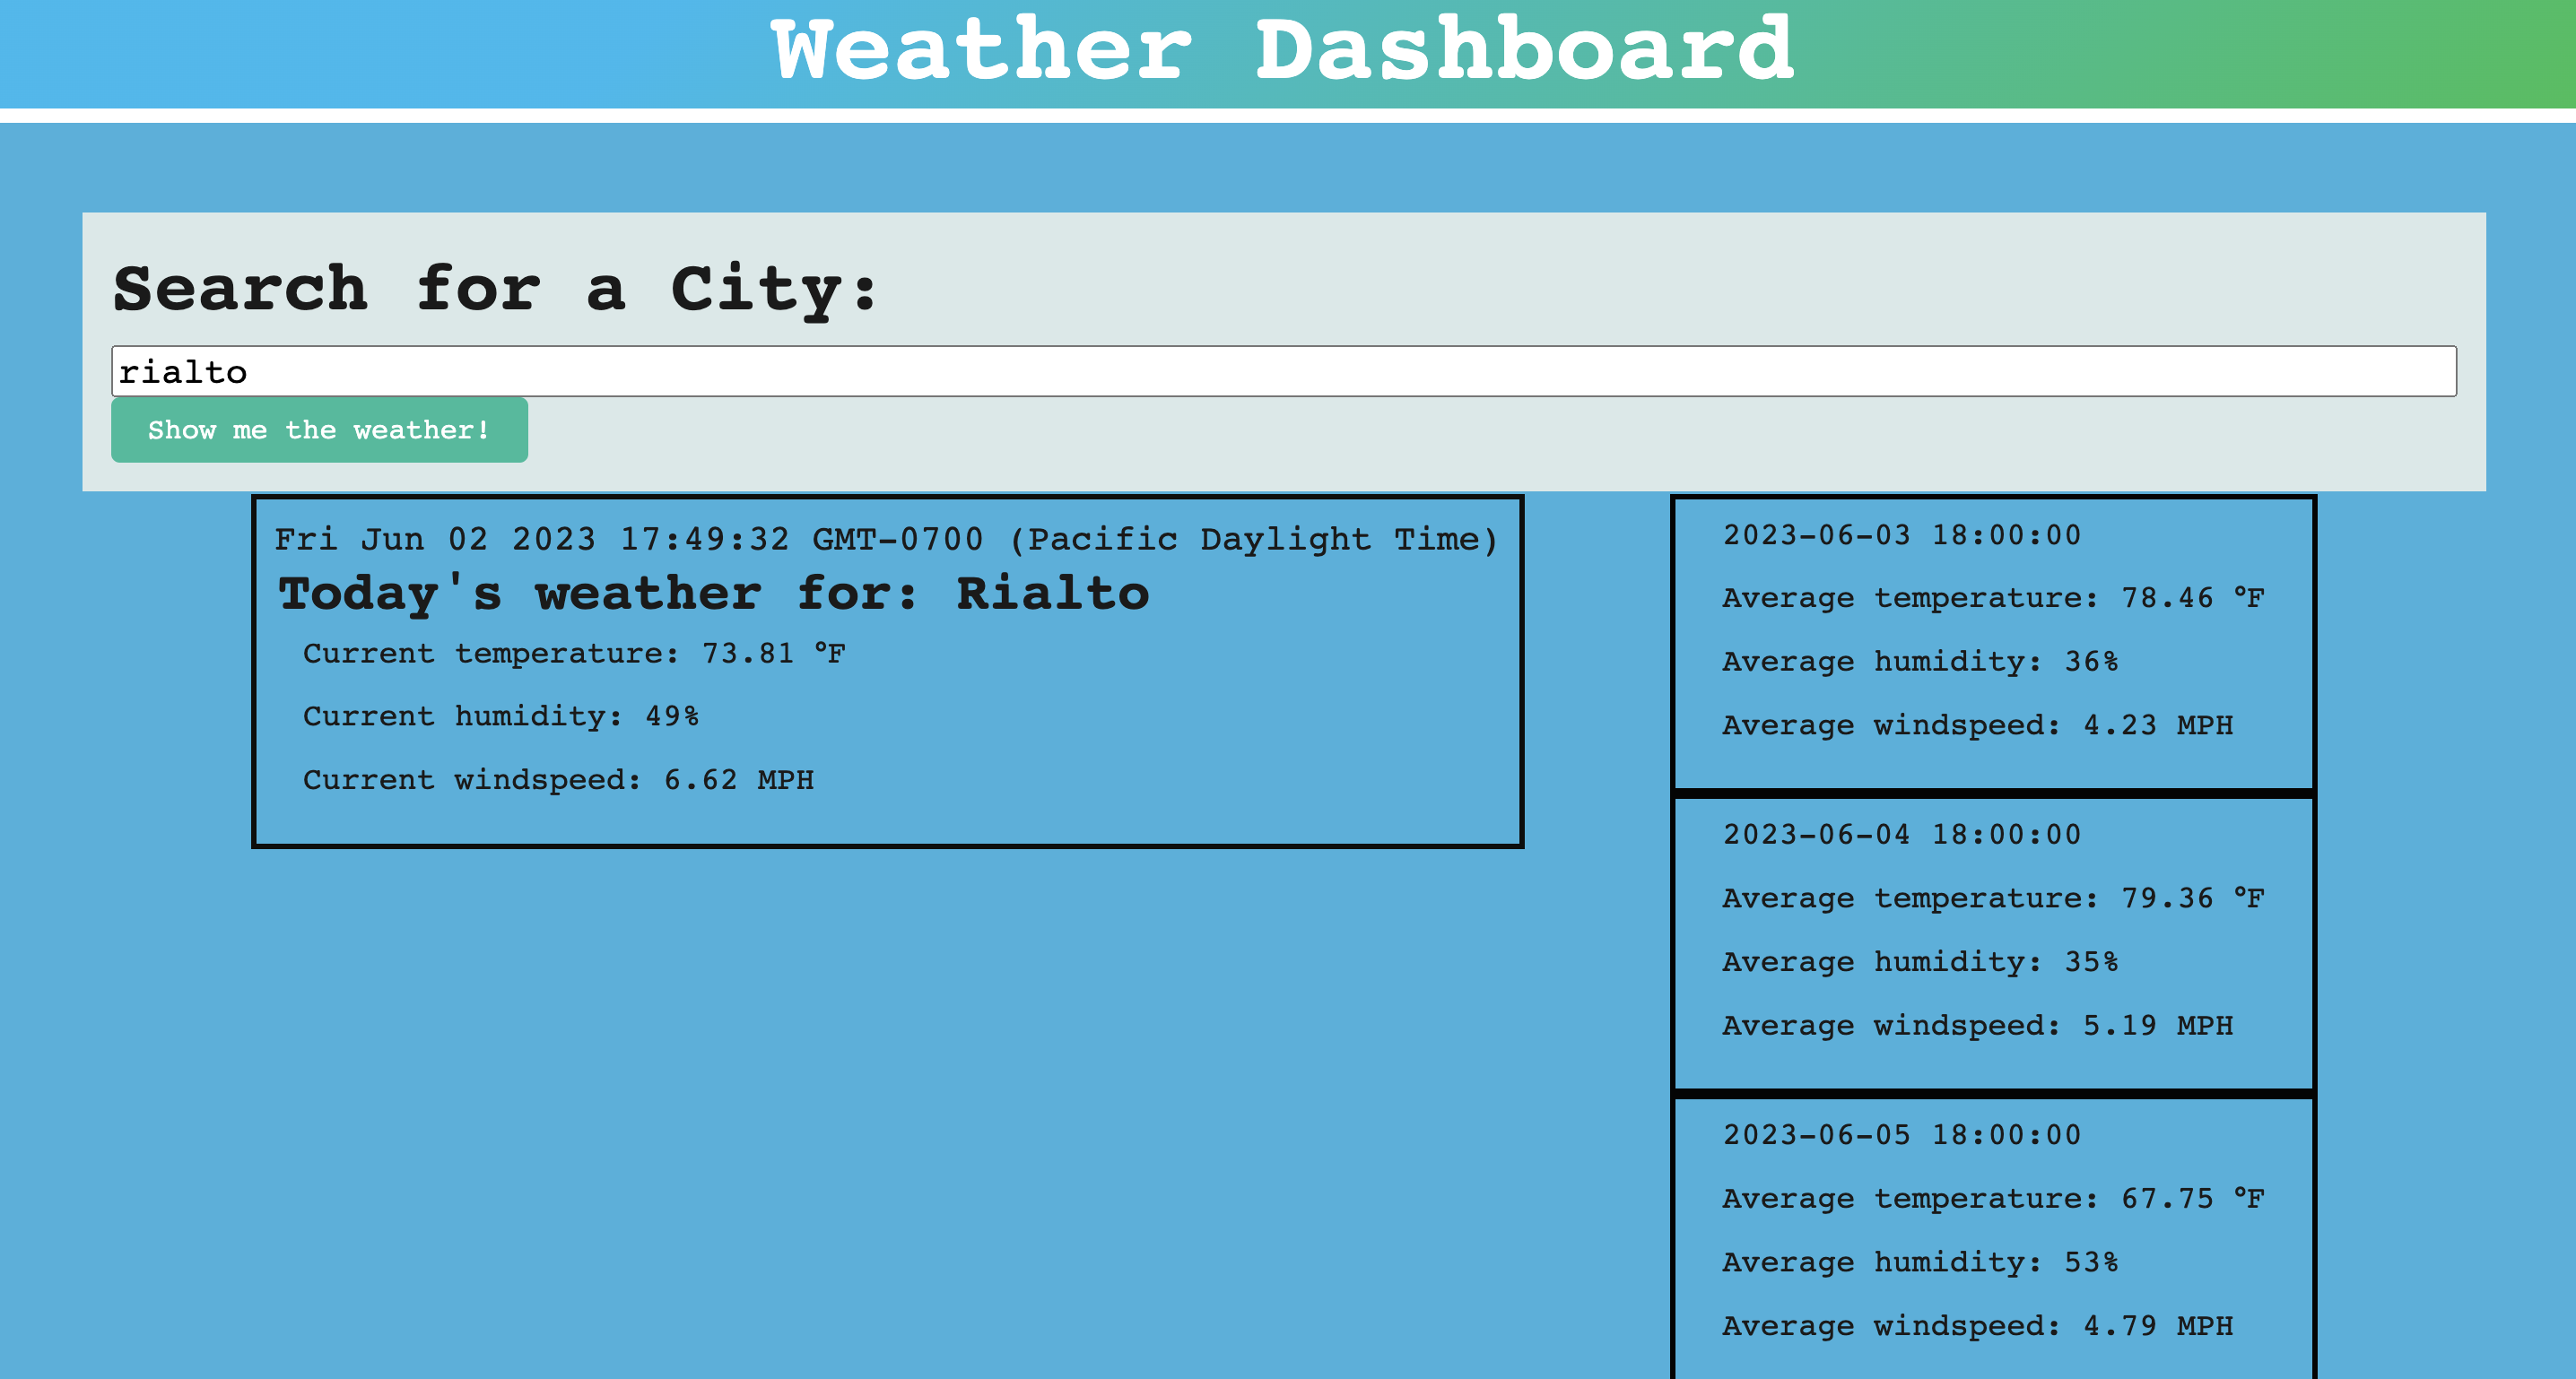 Weather Dashboard
Search for a City:
rialto
Show me the weather!
Fri Jun 02 2023 17:49:32 GMT-0700 (Pacific Daylight Time)
Today's weather for: Rialto
Current temperature: 73.81 °F
Current humidity: 49%
Current windspeed: 6.62 MPH
2023-06-03 18:00:00
Average temperature: 78.46 °F
Average humidity: 36%
Average windspeed: 4.23 MPH
2023-06-04 18:00:00
Average temperature: 79.36 °F
Average humidity: 35%
Average windspeed: 5.19 MPH
2023-06-05 18:00:00
Average temperature: 67.75 °F
Average humidity: 53%
Average windspeed: 4.79 MPH